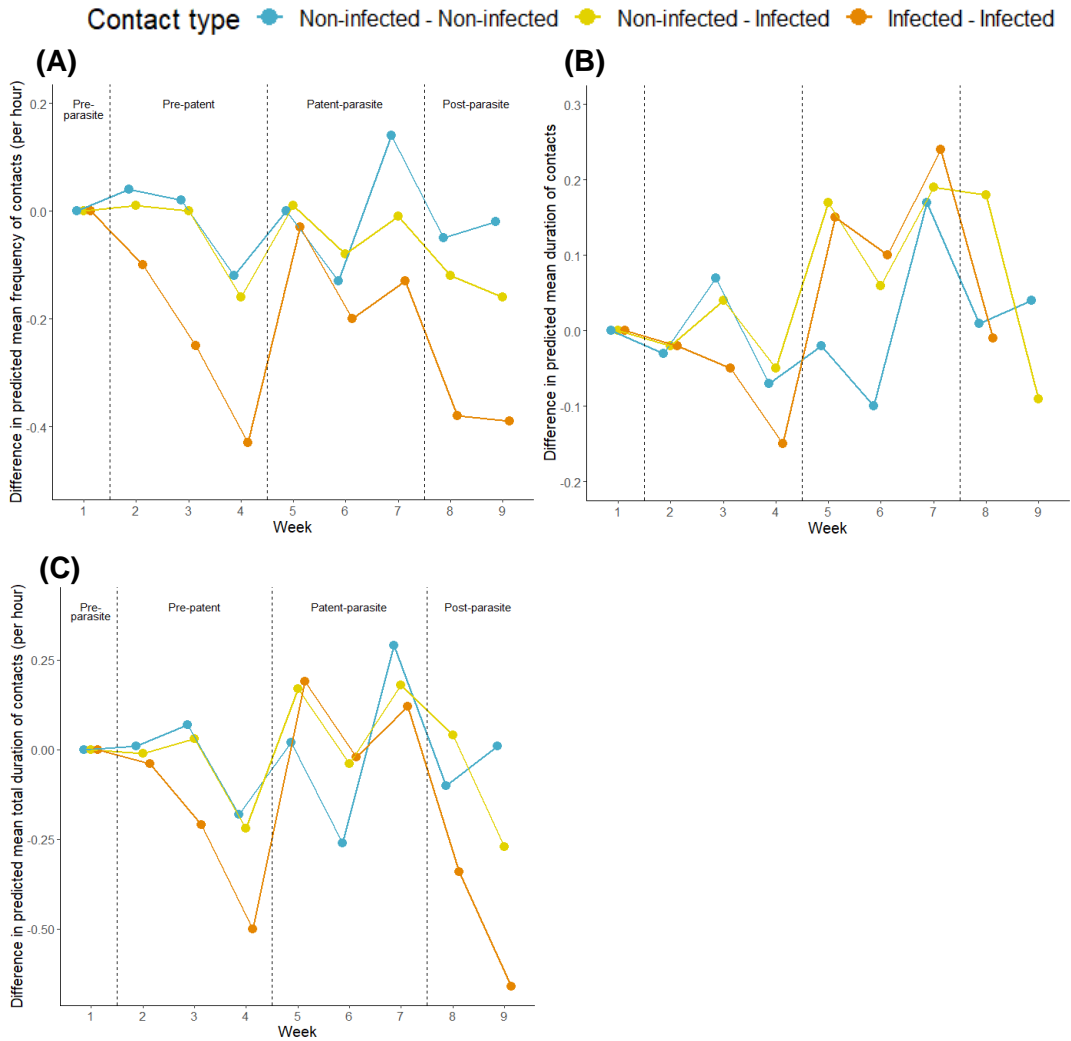 Contact type Non-infected - Non-infected Non-infected - Infected Infected - Infected
(A)
Difference in predicted mean frequency of contacts (per hour)
Pre-
parasite
Pre-patent
Patent-parasite
Post-parasite
0.2
0.0
-0.2
-0.4
1 2 3 4 5 6 7 8 9
Week
(B)
Difference in predicted mean duration of contacts
0.3
0.2
0.1
0.0
-0.1
-0.2
1 2 3 4 5 6 7 8 9
Week
(C)
Difference in predicted mean total duration of contacts (per hour)
Pre-
parasite
Pre-patent
Patent-parasite
Post-parasite
0.25
0.00
-0.25
-0.50
1 2 3 4 5 6 7 8 9
Week